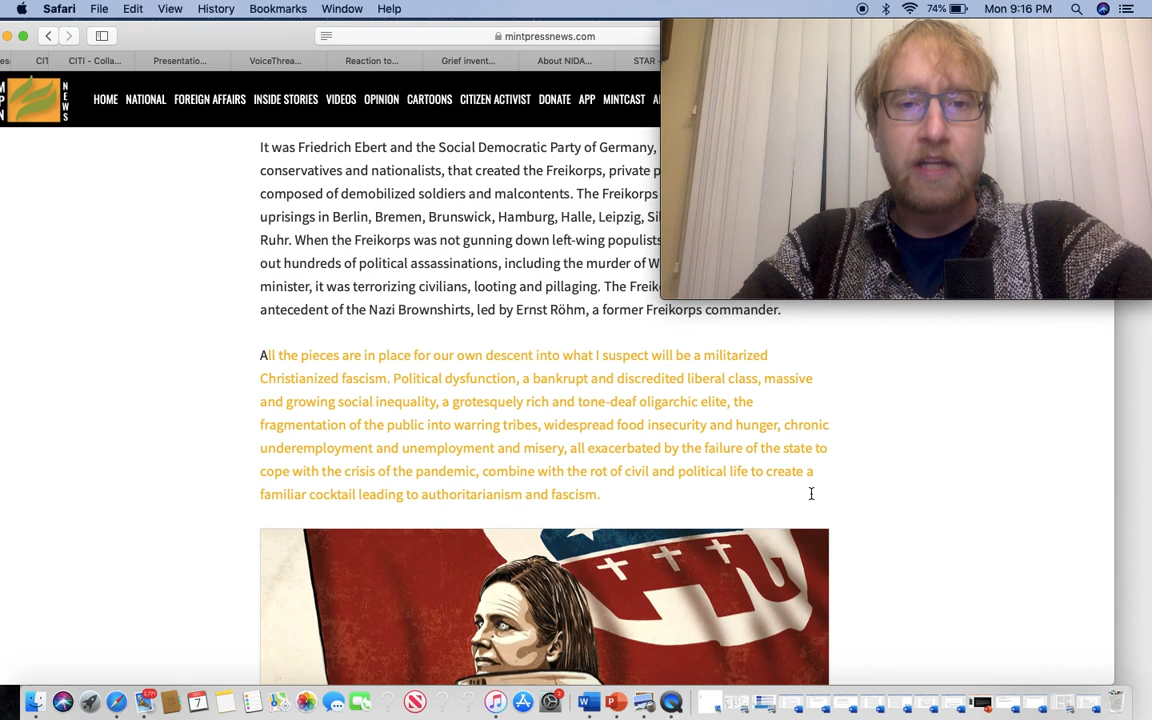 Safari File Edit View History Bookmarks Window Help 74% Mon 9:16 PM
mintpressnews.com
CIT CITI - Colla... Presentatio... VoiceThrea... Reaction to... Grief invent... About NIDA... STAR
M P N NEWS HOME NATIONAL FOREIGN AFFAIRS INSIDE STORIES VIDEOS OPINION CARTOONS CITIZEN ACTIVIST DONATE APP MINTCAST
It was Friedrich Ebert and the Social Democratic Party of Germany,
conservatives and nationalists, that created the Freikorps, private
composed of demobilized soldiers and malcontents. The Freikorps
uprisings in Berlin, Bremen, Brunswick, Hamburg, Halle, Leipzig,
Ruhr. When the Freikorps was not gunning down left-wing populists
out hundreds of political assassinations, including the murder of
minister, it was terrorizing civilians, looting and pillaging. The
antecedent of the Nazi Brownshirts, led by Ernst Röhm, a former Freikorps commander.
All the pieces are in place for our own descent into what I suspect will be a militarized
Christianized fascism. Political dysfunction, a bankrupt and discredited liberal class, massive
and growing social inequality, a grotesquely rich and tone-deaf oligarchic elite, the
fragmentation of the public into warring tribes, widespread food insecurity and hunger, chronic
underemployment and unemployment and misery, all exacerbated by the failure of the state to
cope with the crisis of the pandemic, combine with the rot of civil and political life to create a
familiar cocktail leading to authoritarianism and fascism.